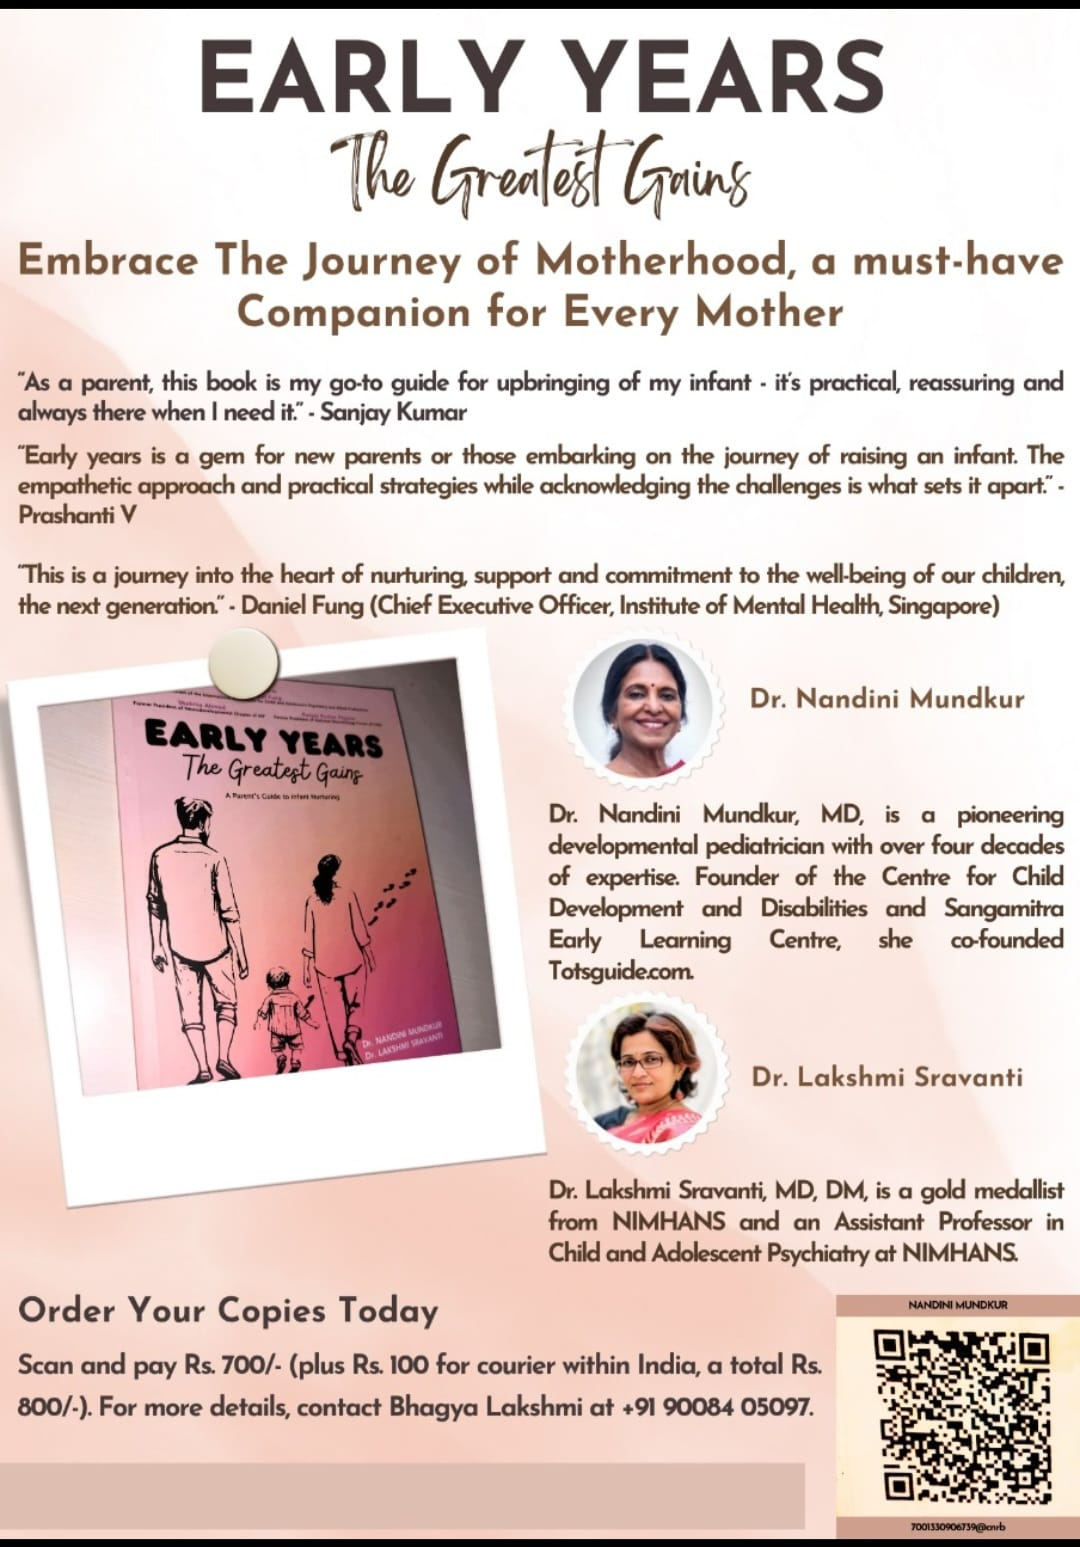 EARLY YEARS
The Greatest Gains
Embrace The Journey of Motherhood, a must-have
Companion for Every Mother
"As a parent, this book is my go-to guide for upbringing of my infant - it's practical, reassuring and
always there when I need it." - Sanjay Kumar
"Early years is a gem for new parents or those embarking on the journey of raising an infant. The
empathetic approach and practical strategies while acknowledging the challenges is what sets it apart." -
Prashanti V
"This is a journey into the heart of nurturing, support and commitment to the well-being of our children,
the next generation." - Daniel Fung (Chief Executive Officer, Institute of Mental Health, Singapore)
EARLY YEARS
The Greatest Gains
A Parent's Guide to Infant Nurturing
Dr. NANDINI MUNDKUR
Dr. LAKSHMI SRAVANTI
Dr. Nandini Mundkur
Dr. Nandini Mundkur, MD, is a pioneering
developmental pediatrician with over four decades
of expertise. Founder of the Centre for Child
Development and Disabilities and Sangamitra
Early Learning Centre, she co-founded
Totsguide.com.
Dr. Lakshmi Sravanti
Dr. Lakshmi Sravanti, MD, DM, is a gold medallist
from NIMHANS and an Assistant Professor in
Child and Adolescent Psychiatry at NIMHANS.
Order Your Copies Today
Scan and pay Rs. 700/- (plus Rs. 100 for courier within India, a total Rs.
800/-). For more details, contact Bhagya Lakshmi at +91 90084 05097.
NANDINI MUNDKUR
7001330906739@cnrb